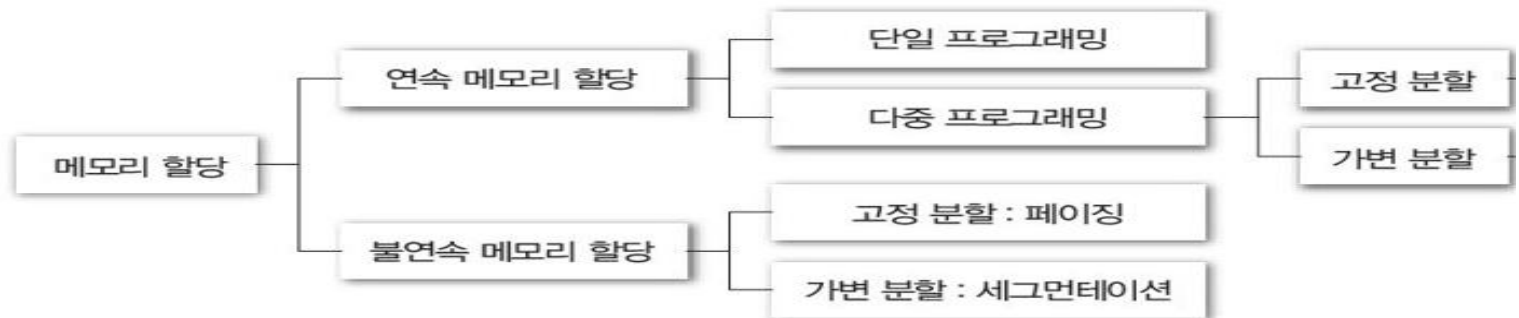 메모리 할당
연속 메모리 할당
단일 프로그래밍
다중 프로그래밍
고정 분할
가변 분할
불연속 메모리 할당
고정 분할 : 페이징
가변 분할 : 세그먼테이션